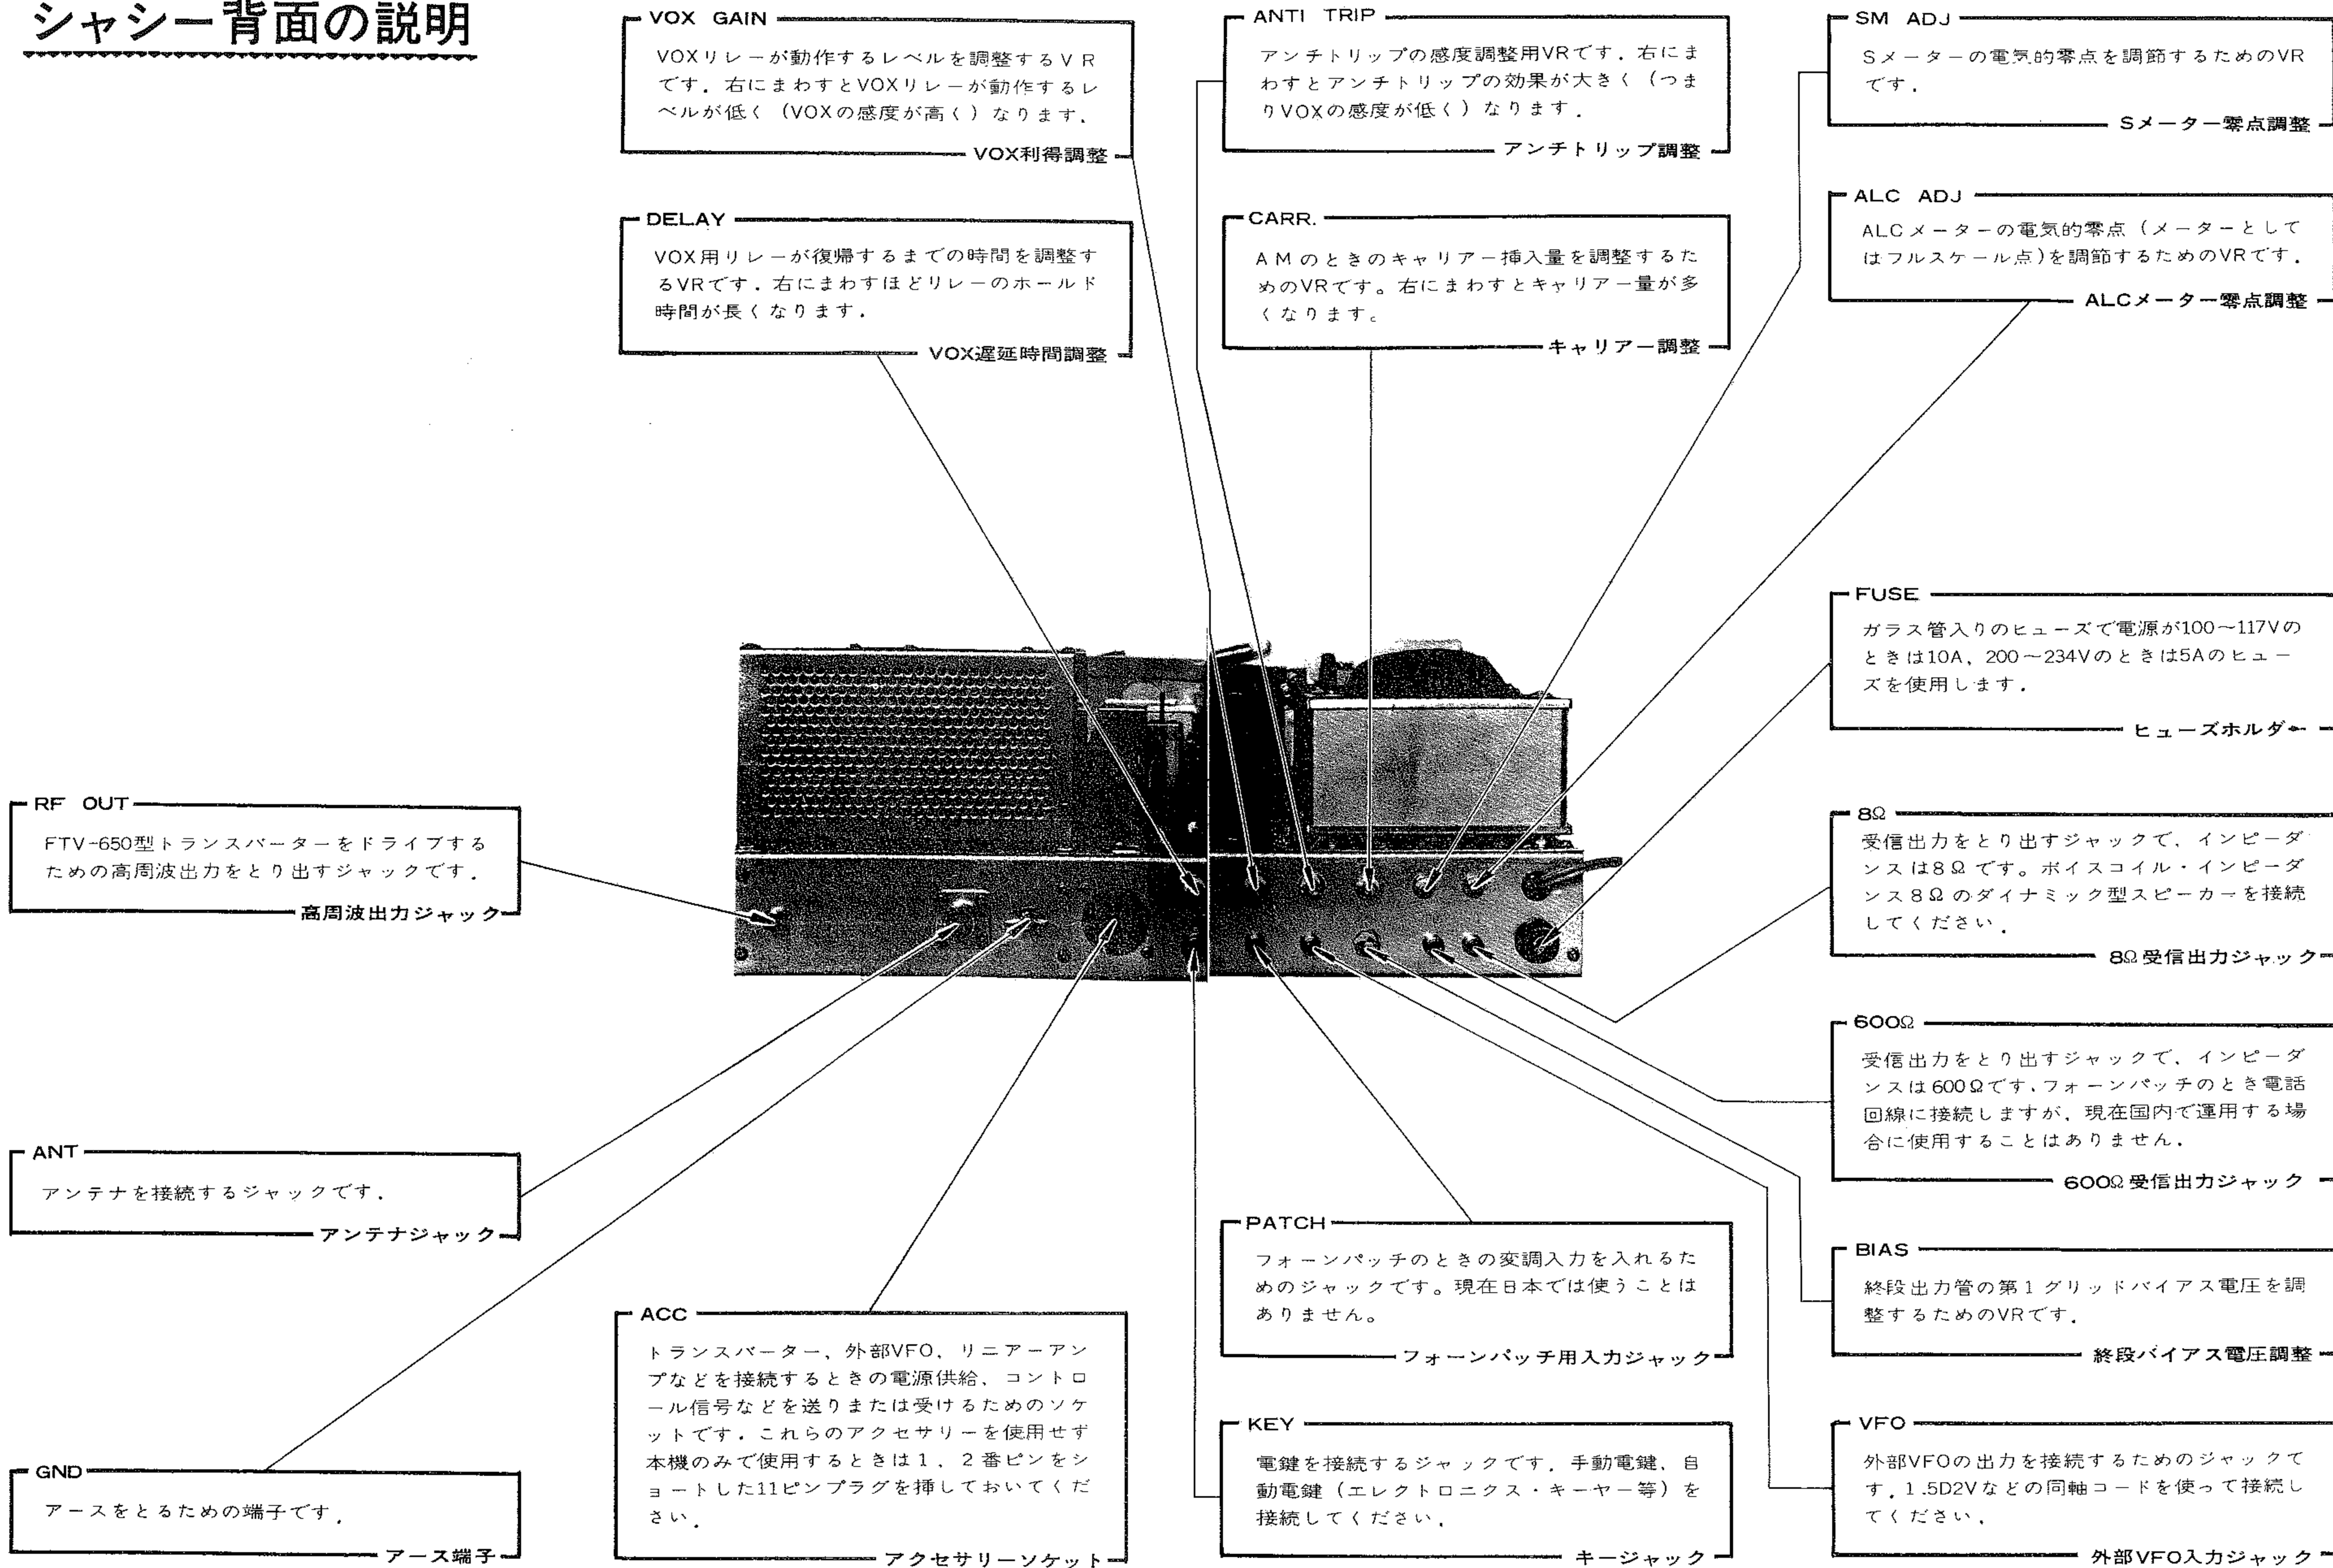 シャシー背面の説明
VOX GAIN
VOXリレーが動作するレベルを調整するVR
です．右にまわすとVOXリレーが動作するレ
ベルが低く（VOXの感度が高く）なります．
VOX利得調整
DELAY
VOX用リレーが復帰するまでの時間を調整す
るVRです．右にまわすほどリレーのホールド
時間が長くなります．
VOX遅延時間調整
ANTI TRIP
アンチトリップの感度調整用VRです．右にま
わすとアンチトリップの効果が大きく（つま
りVOXの感度が低く）なります．
アンチトリップ調整
CARR.
AMのときのキャリアー挿入量を調整するた
めのVRです。右にまわすとキャリアー量が多
くなります。
キャリアー調整
SM ADJ
Sメーターの電気的零点を調節するためのVR
です．
Sメーター零点調整
ALC ADJ
ALCメーターの電気的零点（メーターとして
はフルスケール点）を調節するためのVRです．
ALCメーター零点調整
FUSE
ガラス管入りのヒューズで電源が100〜117Vの
ときは10A、200〜234Vのときは5Aのヒュー
ズを使用します．
ヒューズホルダー
8Ω
受信出力をとり出すジャックで、インピーダ
ンスは8Ωです。ボイスコイル・インピーダ
ンス8Ωのダイナミック型スピーカーを接続
してください．
8Ω受信出力ジャック
600Ω
受信出力をとり出すジャックで、インピーダ
ンスは600Ωです．フォーンパッチのとき電話
回線に接続しますが、現在国内で運用する場
合に使用することはありません．
600Ω受信出力ジャック
BIAS
終段出力管の第1グリッドバイアス電圧を調
整するためのVRです．
終段バイアス電圧調整
VFO
外部VFOの出力を接続するためのジャックで
す．1.5D2Vなどの同軸コードを使って接続し
てください．
外部VFO入力ジャック
RF OUT
FTV-650型トランスバーターをドライブする
ための高周波出力をとり出すジャックです．
高周波出力ジャック
ANT
アンテナを接続するジャックです．
アンテナジャック
GND
アースをとるための端子です．
アース端子
ACC
トランスバーター、外部VFO、リニアーアン
プなどを接続するときの電源供給、コントロ
ール信号などを送りまたは受けるためのソケ
ットです．これらのアクセサリーを使用せず
本機のみで使用するときは1、2番ピンをシ
ョートした11ピンプラグを挿しておいてくだ
さい．
アクセサリーソケット
PATCH
フォーンパッチのときの変調入力を入れるた
めのジャックです。現在日本では使うことは
ありません。
フォーンパッチ用入力ジャック
KEY
電鍵を接続するジャックです．手動電鍵、自
動電鍵（エレクトロニクス・キーヤー等）を
接続してください．
キージャック